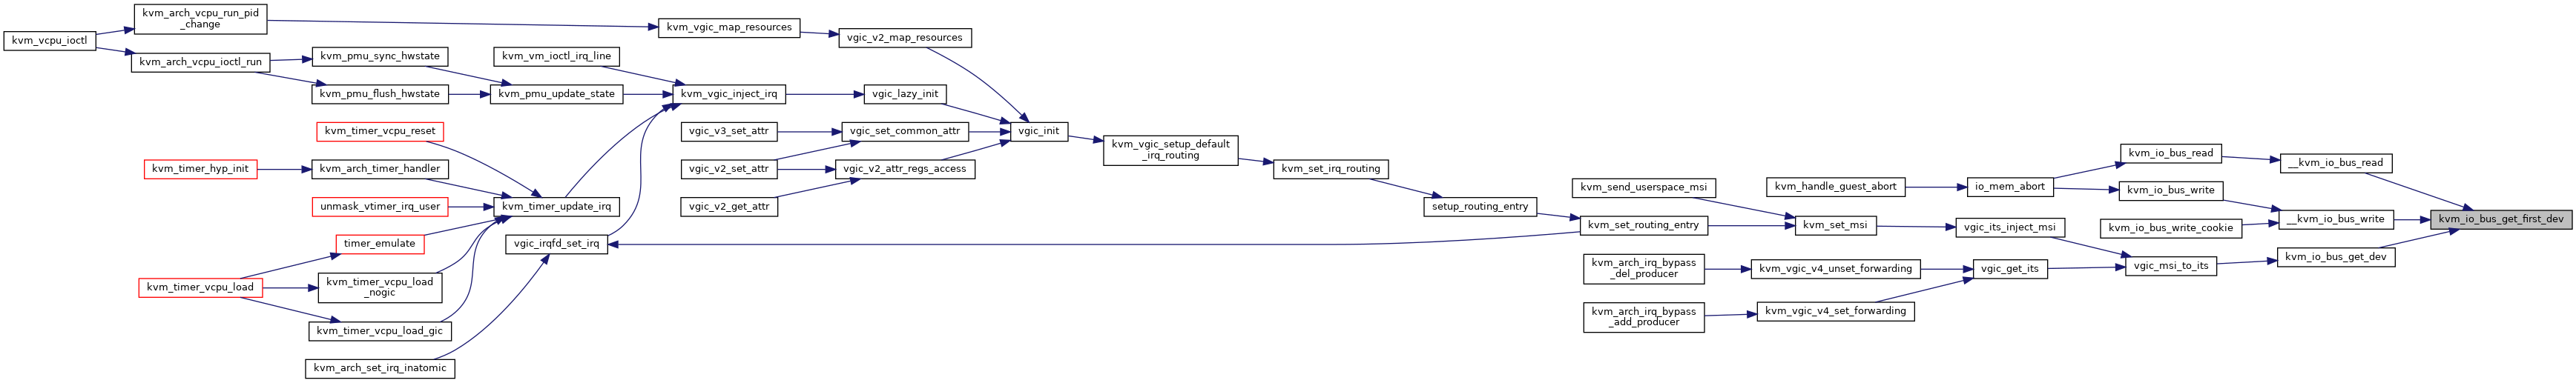 kvm_vcpu_ioctl
kvm_arch_vcpu_run_pid
_change
kvm_arch_vcpu_ioctl_run
kvm_pmu_sync_hwstate
kvm_pmu_flush_hwstate
kvm_timer_vcpu_reset
kvm_timer_hyp_init
kvm_arch_timer_handler
unmask_vtimer_irq_user
timer_emulate
kvm_timer_vcpu_load
kvm_timer_vcpu_load
_nogic
kvm_timer_vcpu_load_gic
kvm_arch_set_irq_inatomic
kvm_vm_ioctl_irq_line
kvm_pmu_update_state
kvm_timer_update_irq
vgic_irqfd_set_irq
kvm_vgic_map_resources
kvm_vgic_inject_irq
vgic_v3_set_attr
vgic_v2_set_attr
vgic_v2_get_attr
vgic_v2_map_resources
vgic_lazy_init
vgic_set_common_attr
vgic_v2_attr_regs_access
vgic_init
kvm_vgic_setup_default
_irq_routing
kvm_set_irq_routing
setup_routing_entry
kvm_send_userspace_msi
kvm_set_routing_entry
kvm_arch_irq_bypass
_del_producer
kvm_arch_irq_bypass
_add_producer
kvm_handle_guest_abort
kvm_set_msi
kvm_vgic_v4_unset_forwarding
kvm_vgic_v4_set_forwarding
io_mem_abort
vgic_its_inject_msi
vgic_get_its
kvm_io_bus_read
kvm_io_bus_write
kvm_io_bus_write_cookie
vgic_msi_to_its
__kvm_io_bus_read
__kvm_io_bus_write
kvm_io_bus_get_dev
kvm_io_bus_get_first_dev